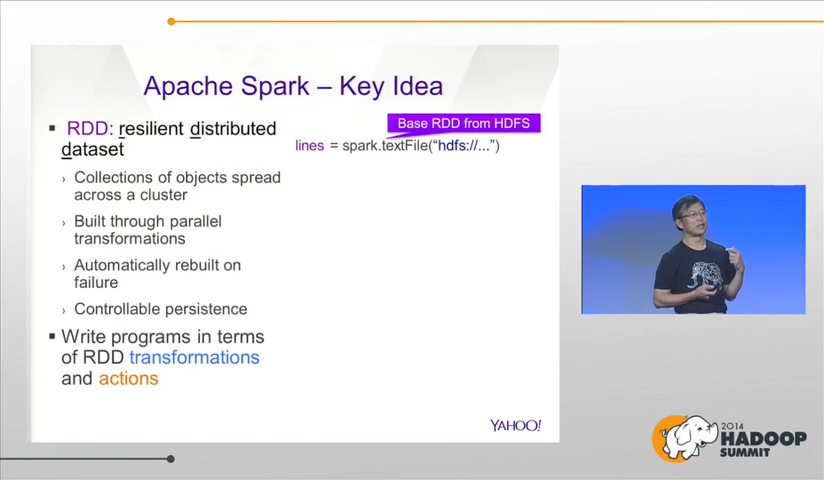 Apache Spark – Key Idea
▪ RDD: resilient distributed
dataset
› Collections of objects spread
across a cluster
› Built through parallel
transformations
› Automatically rebuilt on
failure
› Controllable persistence
▪ Write programs in terms
of RDD transformations
and actions
Base RDD from HDFS
lines = spark.textFile(“hdfs://...”)
YAHOO!
2014
HADOOP
SUMMIT